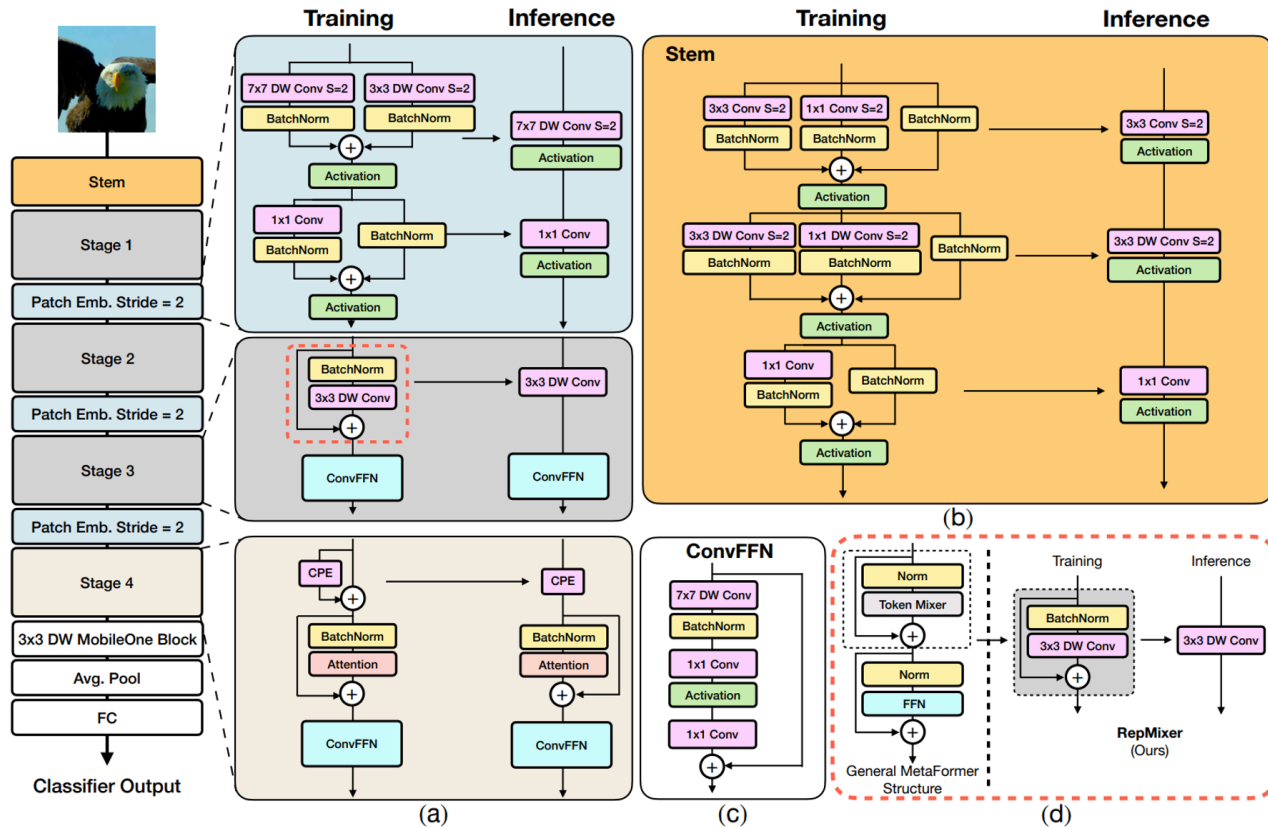 Stem
Stage 1
Patch Emb. Stride = 2
Stage 2
Patch Emb. Stride = 2
Stage 3
Patch Emb. Stride = 2
Stage 4
3x3 DW MobileOne Block
Avg. Pool
FC
Classifier Output
Training Inference
7x7 DW Conv S=2 3x3 DW Conv S=2
BatchNorm BatchNorm
+
Activation
1x1 Conv
BatchNorm
BatchNorm
+
Activation
7x7 DW Conv S=2
Activation
1x1 Conv
Activation
BatchNorm
3x3 DW Conv
+
ConvFFN
3x3 DW Conv
ConvFFN
CPE
+
BatchNorm
Attention
+
ConvFFN
CPE
BatchNorm
Attention
+
ConvFFN
(a)
Training Inference
Stem
3x3 Conv S=2 1x1 Conv S=2
BatchNorm BatchNorm BatchNorm
+
Activation
3x3 DW Conv S=2 1x1 DW Conv S=2
BatchNorm BatchNorm BatchNorm
+
Activation
1x1 Conv
BatchNorm BatchNorm
+
Activation
3x3 Conv S=2
Activation
3x3 DW Conv S=2
Activation
1x1 Conv
Activation
(b)
ConvFFN
7x7 DW Conv
BatchNorm
1x1 Conv
Activation
1x1 Conv
+
(c)
Norm
Token Mixer
+
Norm
FFN
+
General MetaFormer
Structure
Training Inference
BatchNorm
3x3 DW Conv
+
3x3 DW Conv
RepMixer
(Ours)
(d)